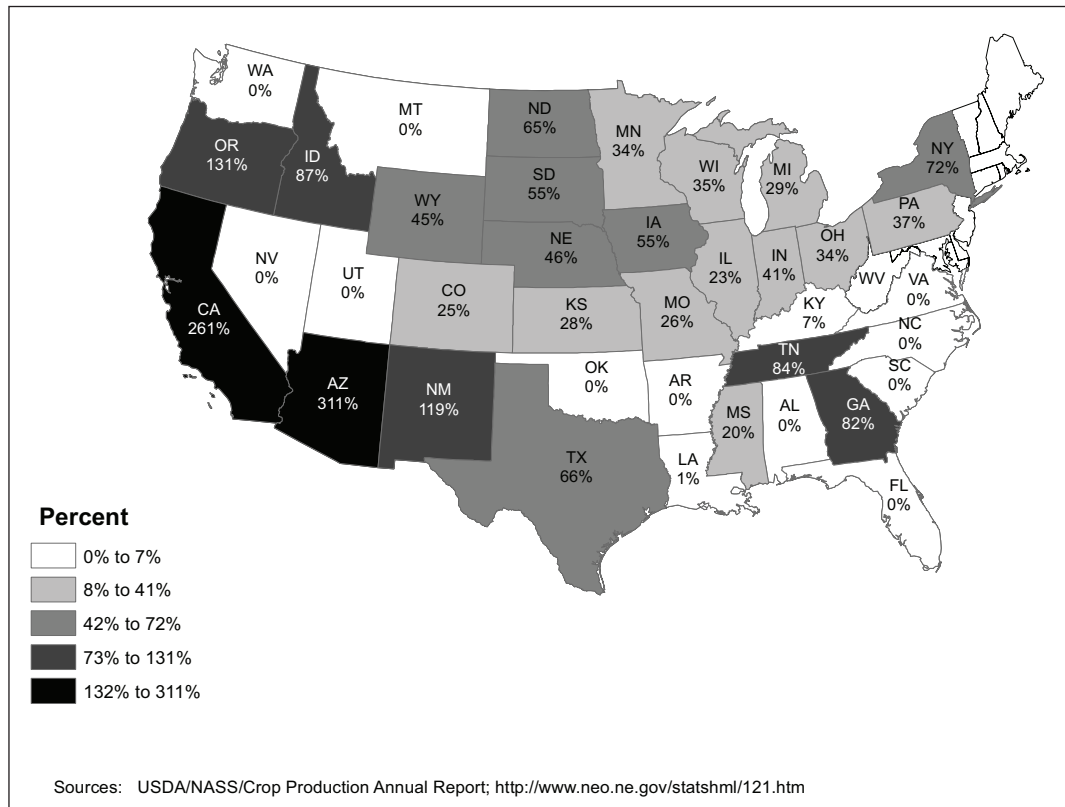 WA
0%
MT
0%
ND
65%
MN
34%
OR
131%
ID
87%
SD
55%
WI
35%
MI
29%
NY
72%
WY
45%
IA
55%
PA
37%
NE
46%
NV
0%
UT
0%
CO
25%
IL
23%
IN
41%
OH
34%
WV
VA
0%
CA
261%
KS
28%
MO
26%
KY
7%
NC
0%
TN
84%
SC
0%
AZ
311%
NM
119%
OK
0%
AR
0%
MS
20%
AL
0%
GA
82%
TX
66%
LA
1%
FL
0%
Percent
0% to 7%
8% to 41%
42% to 72%
73% to 131%
132% to 311%
Sources: USDA/NASS/Crop Production Annual Report; http://www.neo.ne.gov/statshml/121.htm